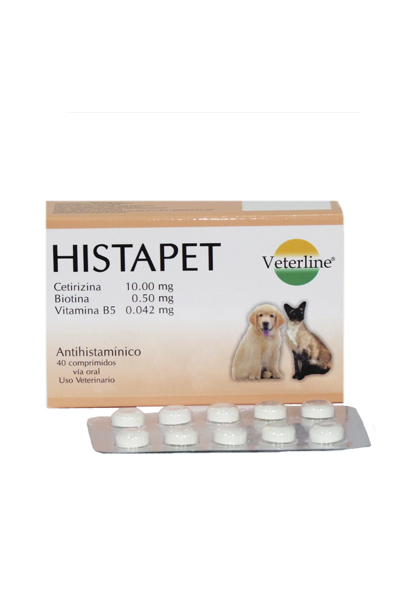 HISTAPET
Cetirizina 10.00 mg
Biotina 0.50 mg
Vitamina B5 0.042 mg
Veterline®
Antihistamínico
40 comprimidos
vía oral
Uso Veterinario